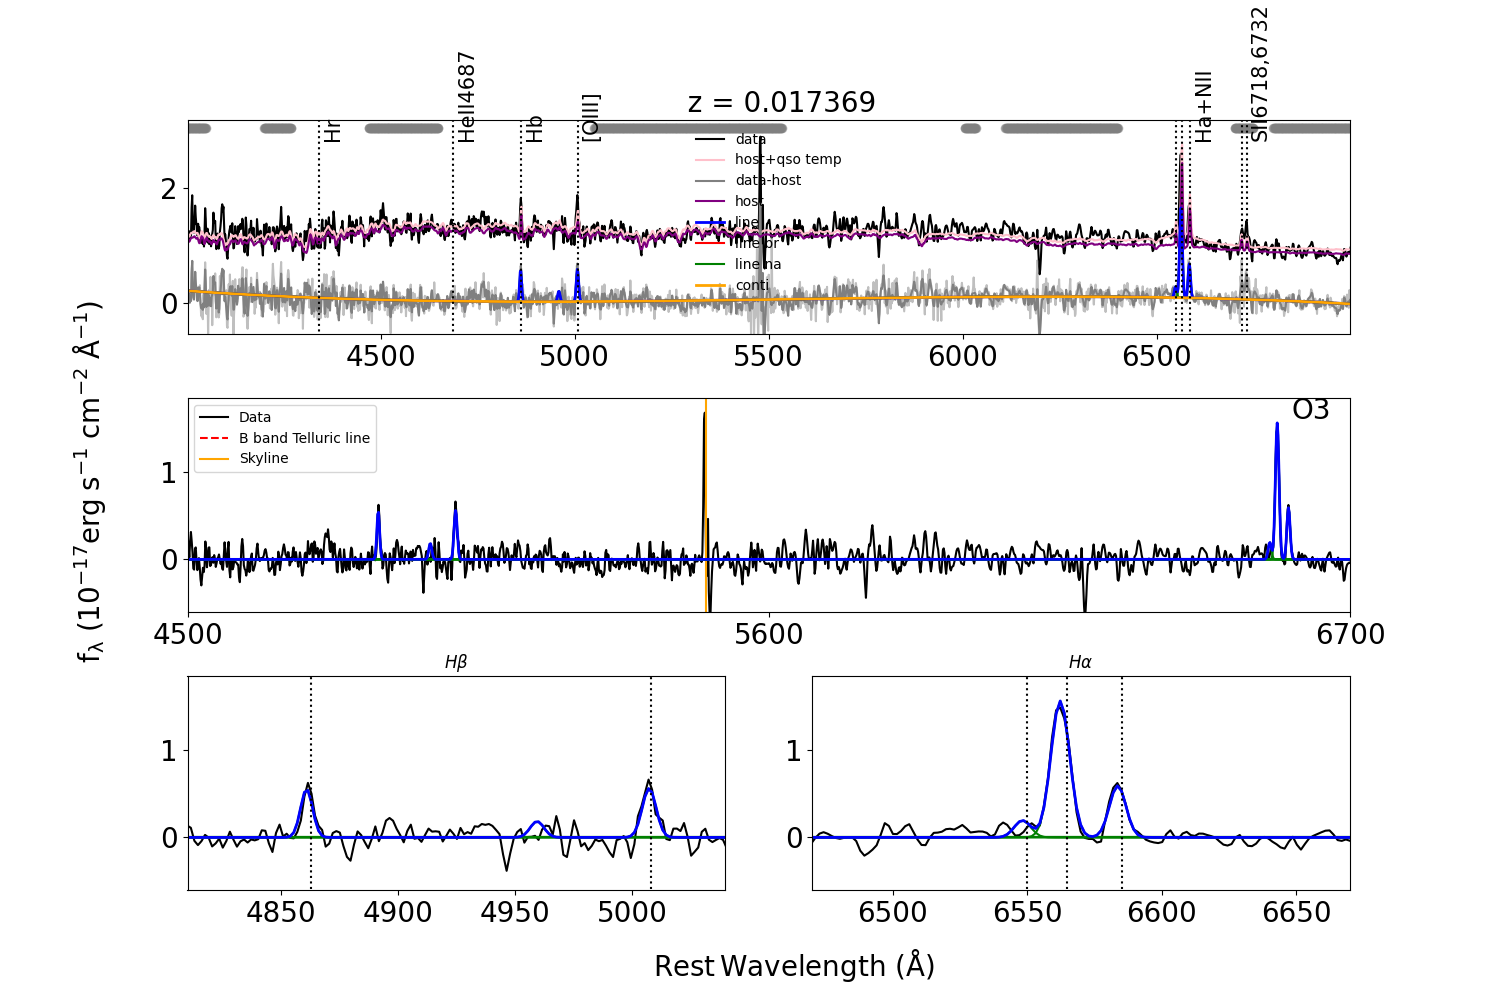 z = 0.017369
Hr
HeII4687
Hb
[OIII]
Ha+NII
SII6718,6732
data
host+qso temp
data-host
host
line
line br
line na
conti
2
0
4500
5000
5500
6000
6500
fλ (10−17erg s−1 cm−2 Å−1)
O3
Data
B band Telluric line
Skyline
1
0
4500
5600
6700
Hβ
1
0
4850
4900
4950
5000
Hα
1
0
6500
6550
6600
6650
Rest Wavelength (Å)